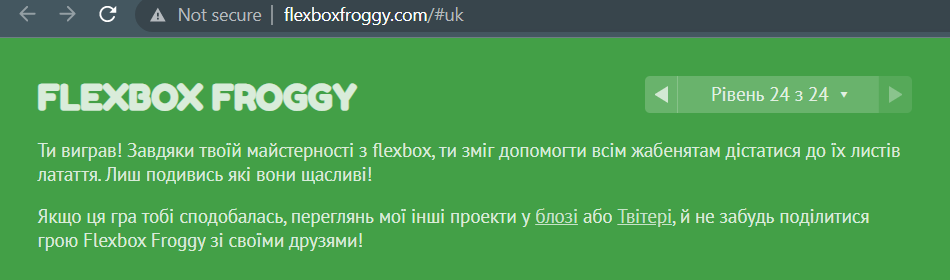 Not secure | flexboxfroggy.com/#uk
FLEXBOX FROGGY
Рівень 24 з 24
Ти виграв! Завдяки твоїй майстерності з flexbox, ти зміг допомогти всім жабенятам дістатися до їх листів
латаття. Лиш подивись які вони щасливі!
Якщо ця гра тобі сподобалась, переглянь мої інші проекти у блозі або Твітері, й не забудь поділитися
грою Flexbox Froggy зі своїми друзями!